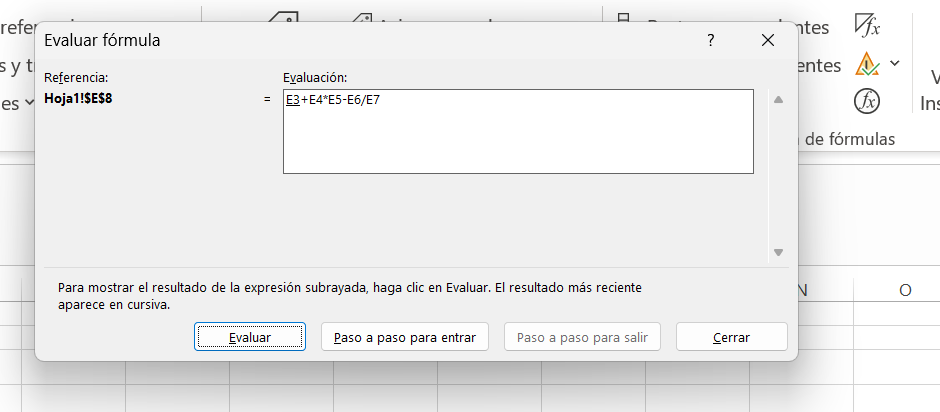 Evaluar fórmula
?
Referencia:
Evaluación:
Hoja1!$E$8
=
E3+E4*E5-E6/E7
Para mostrar el resultado de la expresión subrayada, haga clic en Evaluar. El resultado más reciente
aparece en cursiva.
Evaluar
Paso a paso para entrar
Paso a paso para salir
Cerrar
fx
fx
de fórmulas
N
O